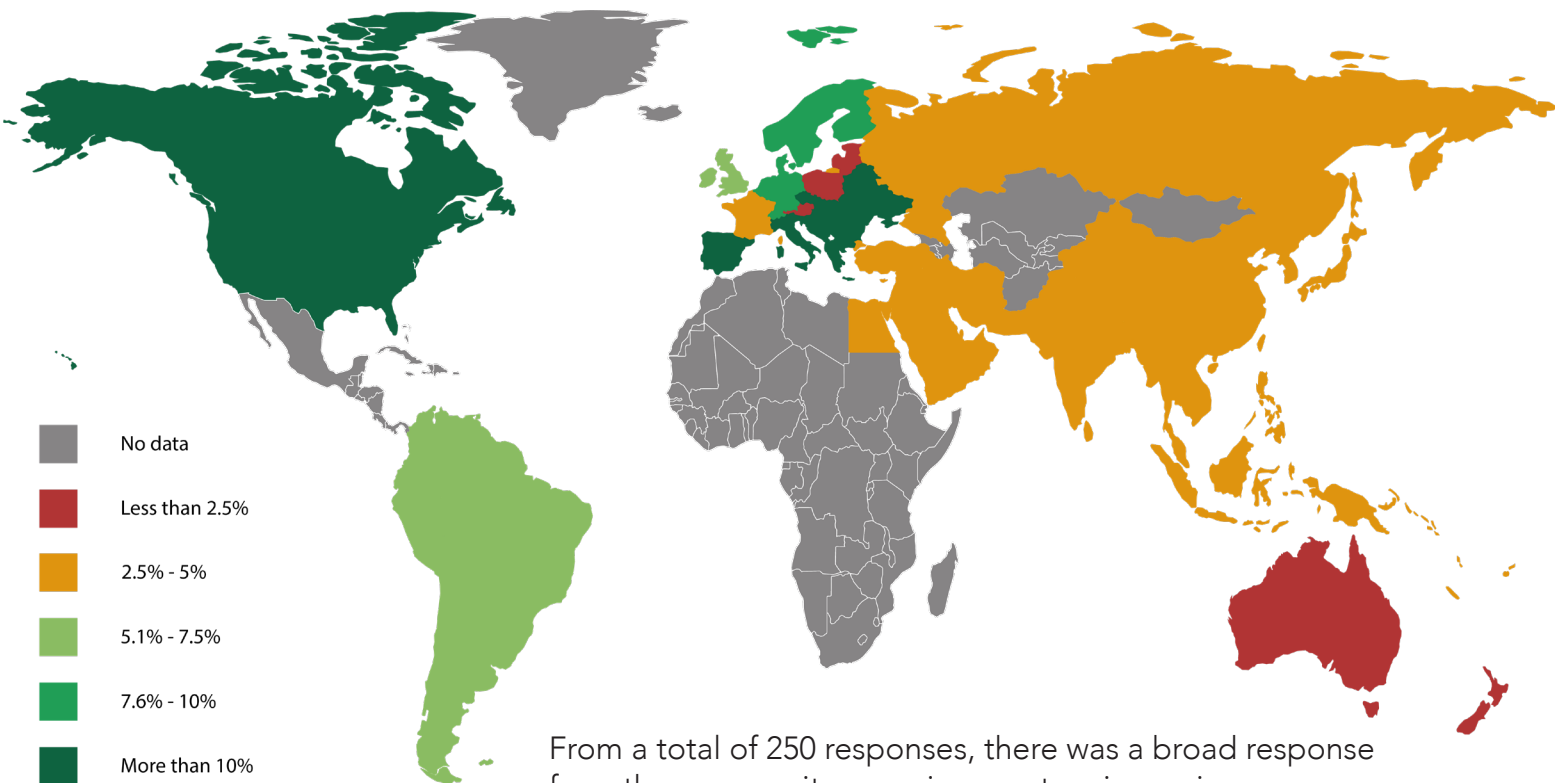 No data
Less than 2.5%
2.5% - 5%
5.1% - 7.5%
7.6% - 10%
More than 10%
From a total of 250 responses, there was a broad response